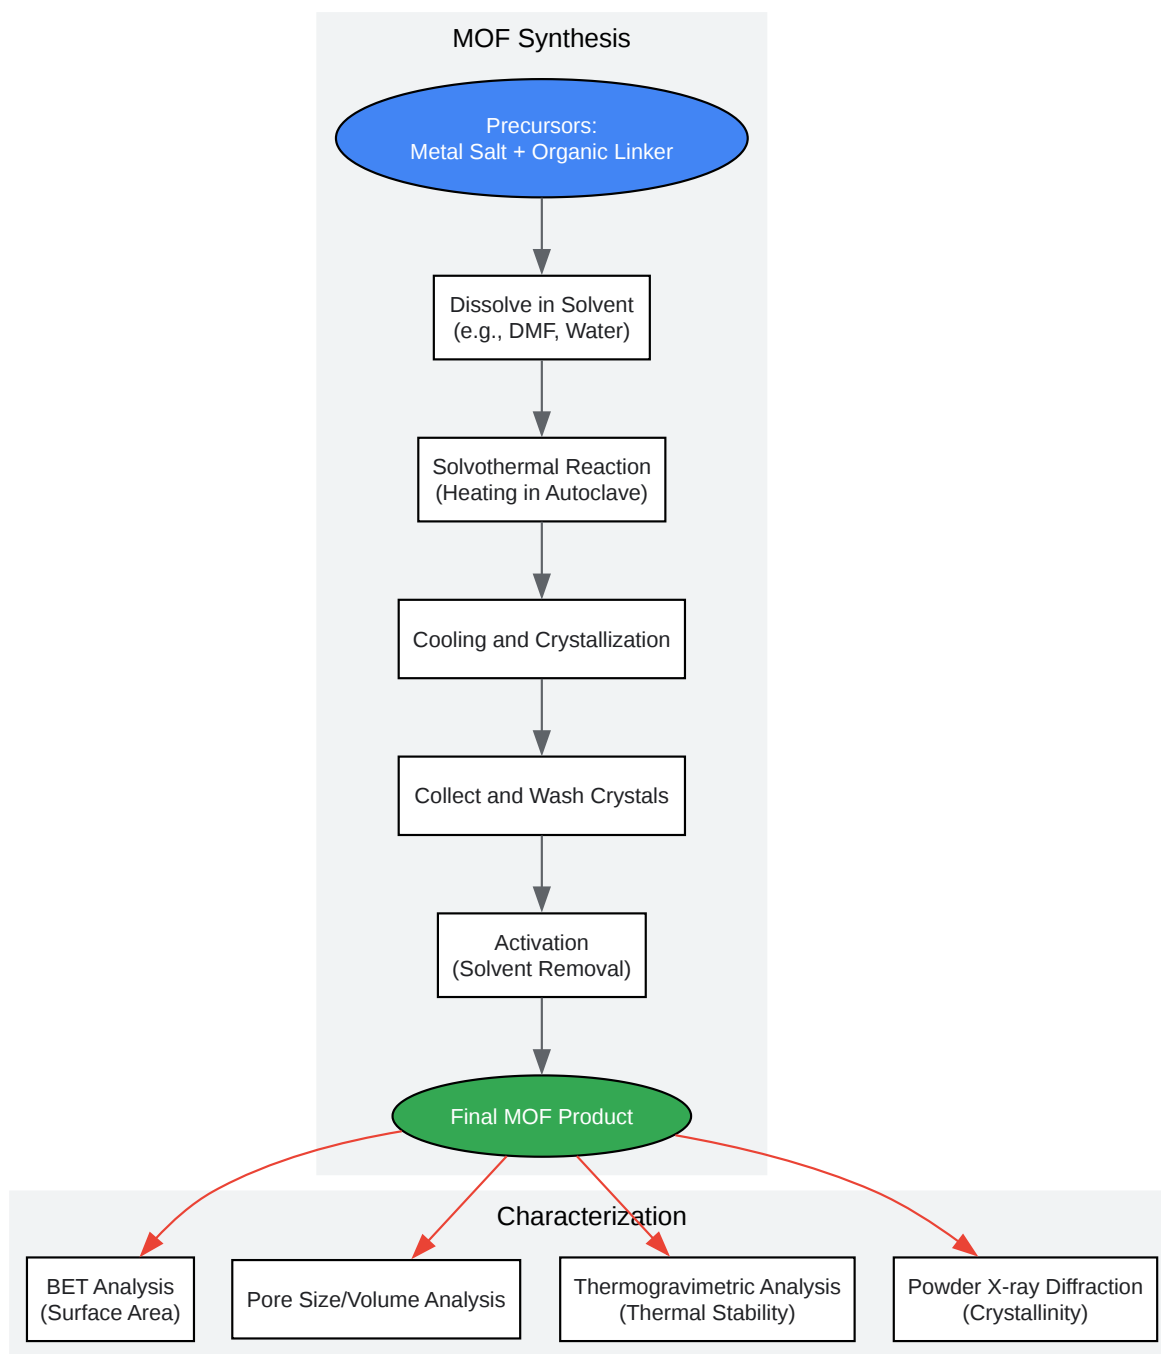 MOF Synthesis
Precursors:
Metal Salt + Organic Linker
Dissolve in Solvent
(e.g., DMF, Water)
Solvothermal Reaction
(Heating in Autoclave)
Cooling and Crystallization
Collect and Wash Crystals
Activation
(Solvent Removal)
Final MOF Product
Characterization
BET Analysis
(Surface Area)
Pore Size/Volume Analysis
Thermogravimetric Analysis
(Thermal Stability)
Powder X-ray Diffraction
(Crystallinity)